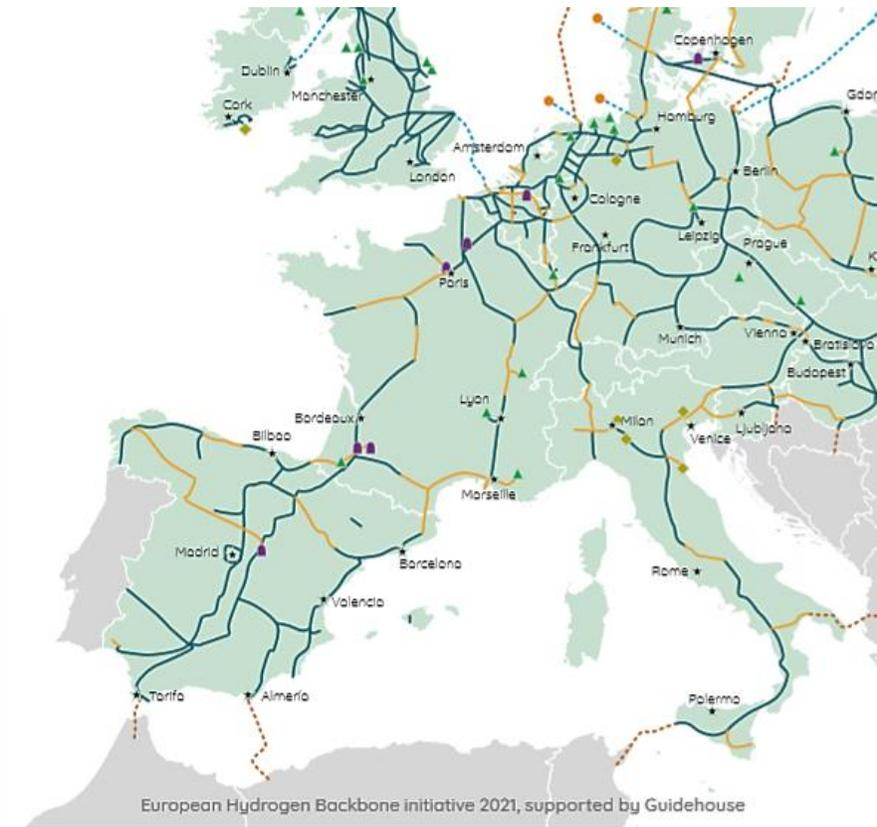 Copenhagen
Dublin
Manchester
Cork
Gdan
Hamburg
Amsterdam
London
Berlin
Cologne
Leipzig
Frankfurt
Prague
K
Paris
Munich
Vienna
Bratislava
Budapest
Lyon
Bordeaux
Milan
Bilbao
Venice
Ljubljana
Marseille
Madrid
Barcelona
Rome
Valencia
Tarifa
Almería
Palermo
European Hydrogen Backbone initiative 2021, supported by Guidehouse